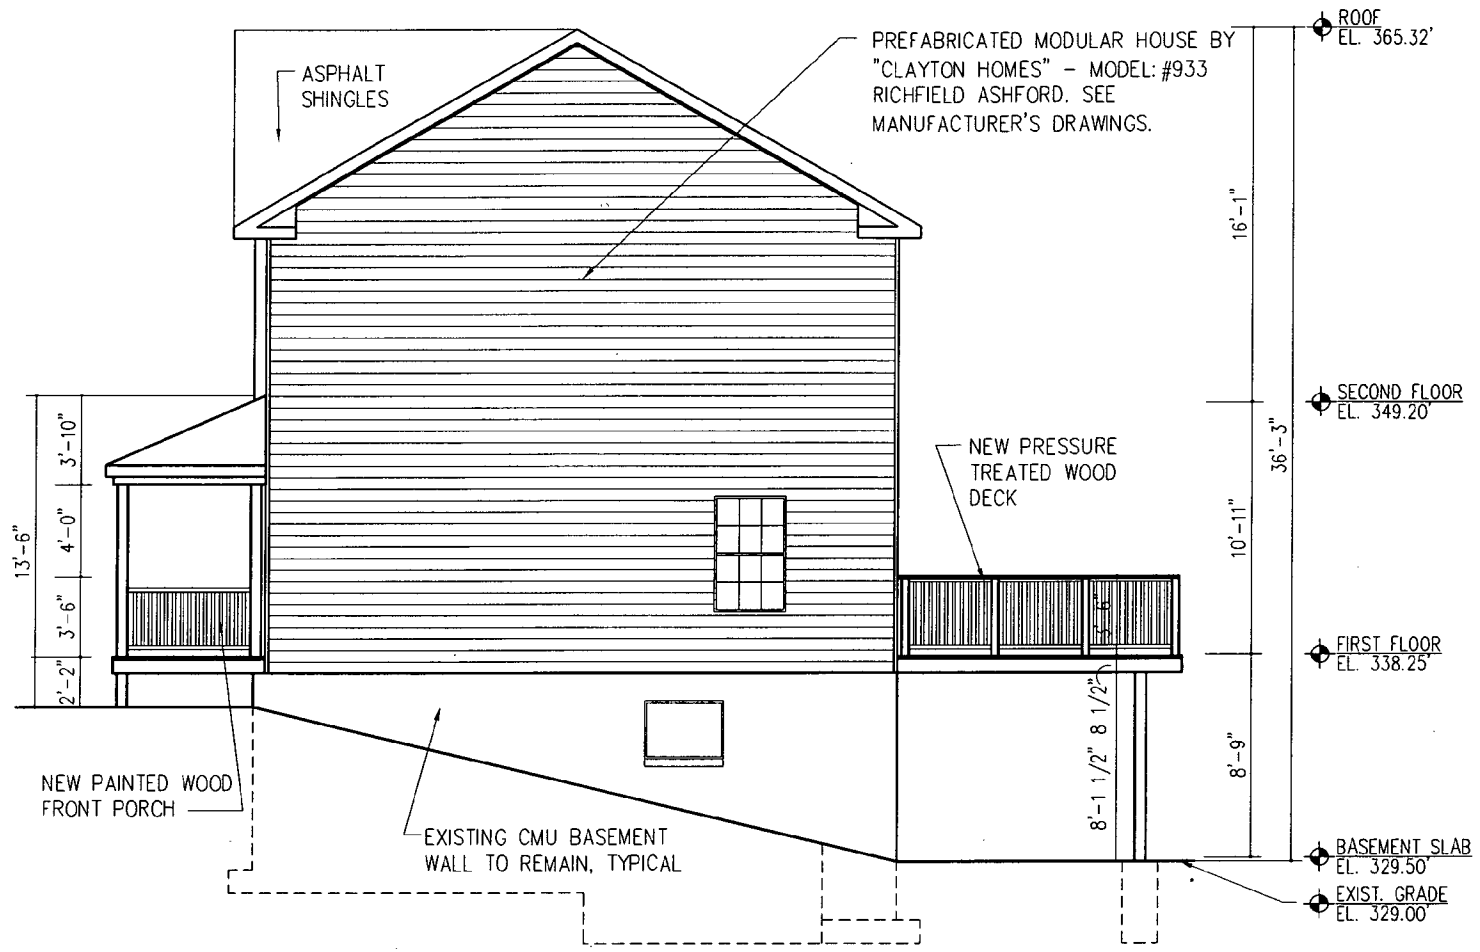 ROOF
EL. 365.32'
PREFABRICATED MODULAR HOUSE BY
"CLAYTON HOMES" - MODEL: #933
RICHFIELD ASHFORD. SEE
MANUFACTURER'S DRAWINGS.
ASPHALT
SHINGLES
16'-1"
SECOND FLOOR
EL. 349.20'
3'-10"
4'-0"
13'-6"
3'-6"
2'-2"
NEW PRESSURE
TREATED WOOD
DECK
36'-3"
10'-11"
3'-6"
FIRST FLOOR
EL. 338.25'
8 1/2"
8'-1 1/2"
8'-9"
NEW PAINTED WOOD
FRONT PORCH
EXISTING CMU BASEMENT
WALL TO REMAIN, TYPICAL
BASEMENT SLAB
EL. 329.50'
EXIST. GRADE
EL. 329.00'